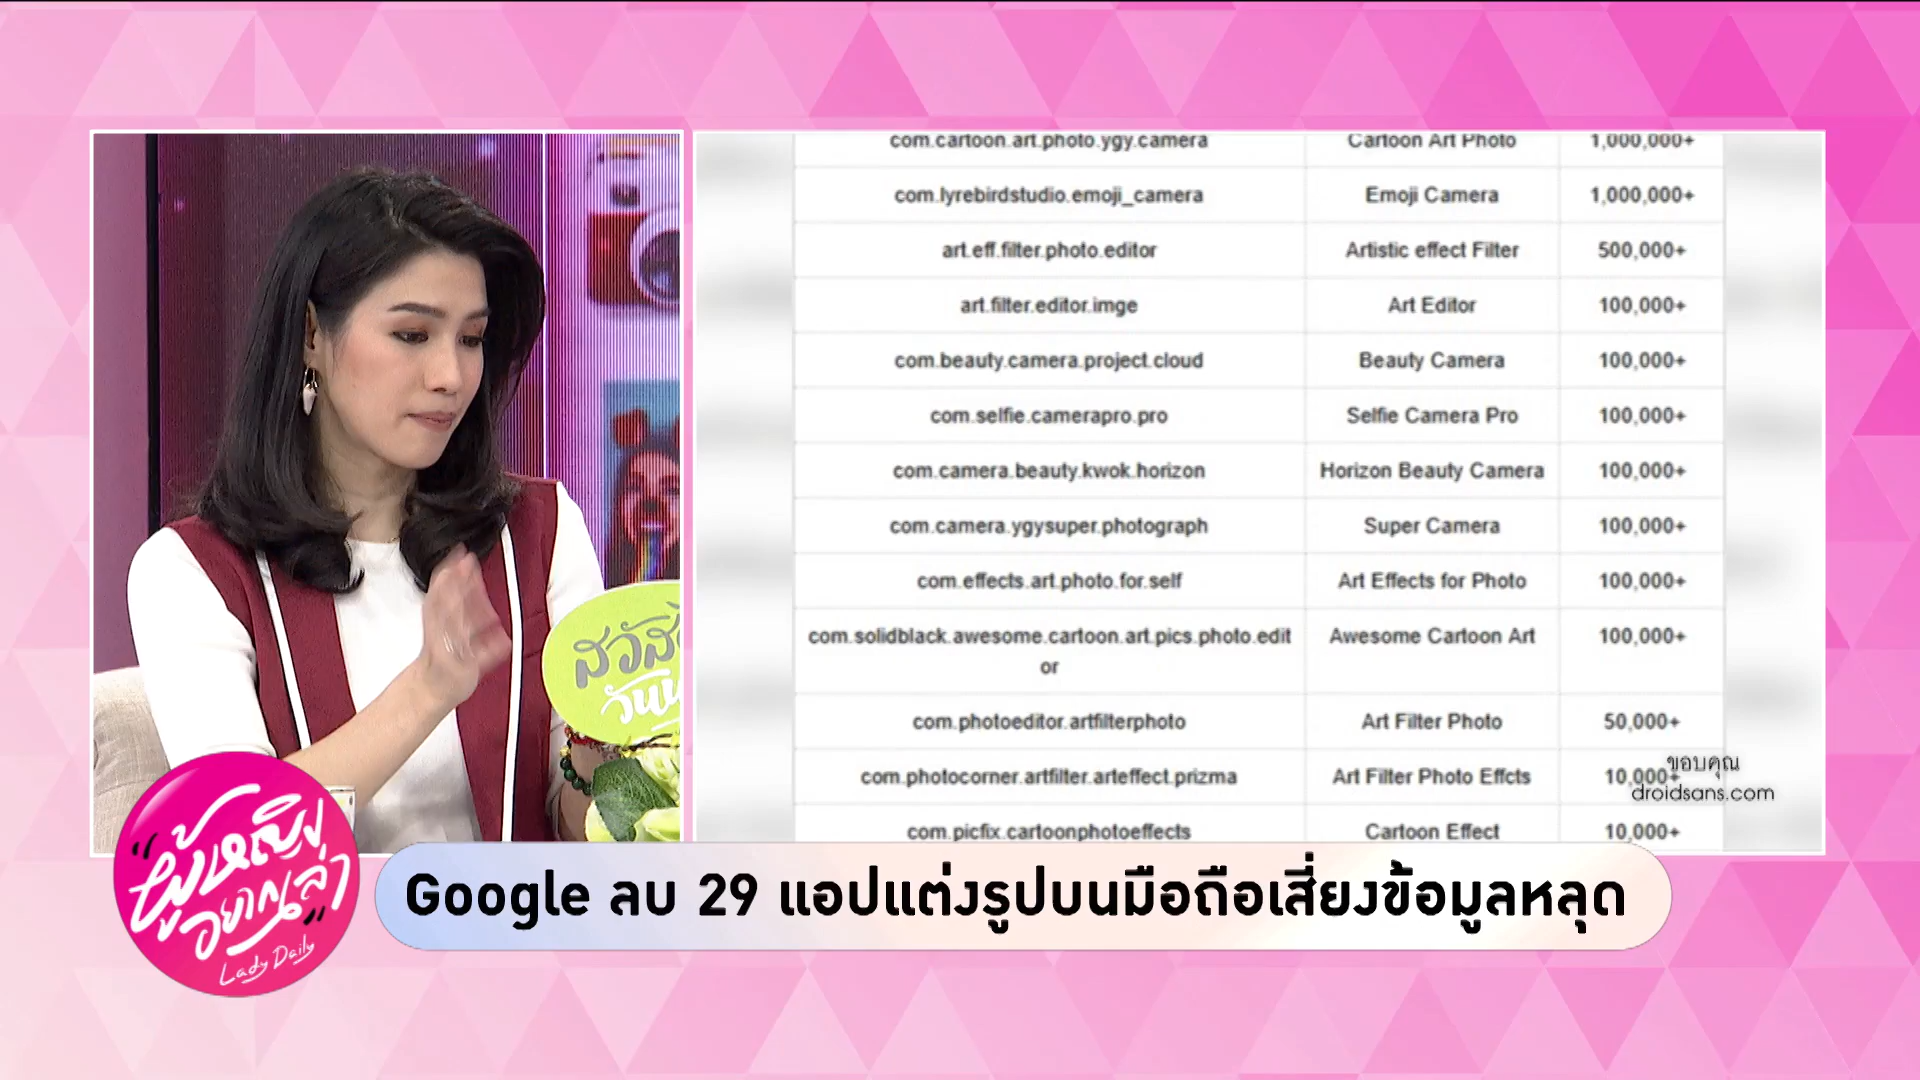 com.cartoon.art.photo.ygy.camera Cartoon Art Photo 1,000,000+
com.lyrebirdstudio.emoji_camera Emoji Camera 1,000,000+
art.eff.filter.photo.editor Artistic effect Filter 500,000+
art.filter.editor.imge Art Editor 100,000+
com.beauty.camera.project.cloud Beauty Camera 100,000+
com.selfie.camerapro.pro Selfie Camera Pro 100,000+
com.camera.beauty.kwok.horizon Horizon Beauty Camera 100,000+
com.camera.ygysuper.photograph Super Camera 100,000+
com.effects.art.photo.for.self Art Effects for Photo 100,000+
com.solidblack.awesome.cartoon.art.pics.photo.edit Awesome Cartoon Art 100,000+
or
com.photoeditor.artfilterphoto Art Filter Photo 50,000+
com.photocorner.artfilter.arteffect.prizma Art Filter Photo Effcts 10,000+
com.picfix.cartoonphotoeffects Cartoon Effect 10,000+
ขอบคุณ
droidsans.com
"ผู้หญิง
อยากเล่า"
Lady Daily
Google ลบ 29 แอปแต่งรูปบนมือถือเสี่ยงข้อมูลหลุด